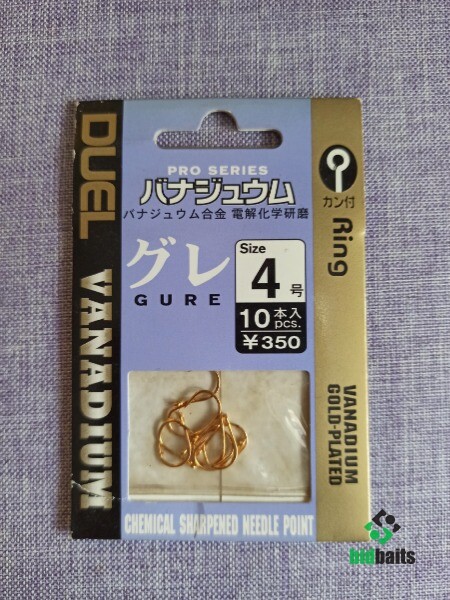 DUEL VANADIUM
PRO SERIES
バナジュウム
バナジュウム合金 電解化学研磨
グレ
GURE
Size
4号
10本入
pcs.
¥350
カン付
Ring
VANADIUM
GOLD-PLATED
CHEMICAL SHARPENED NEEDLE POINT
bidbaits